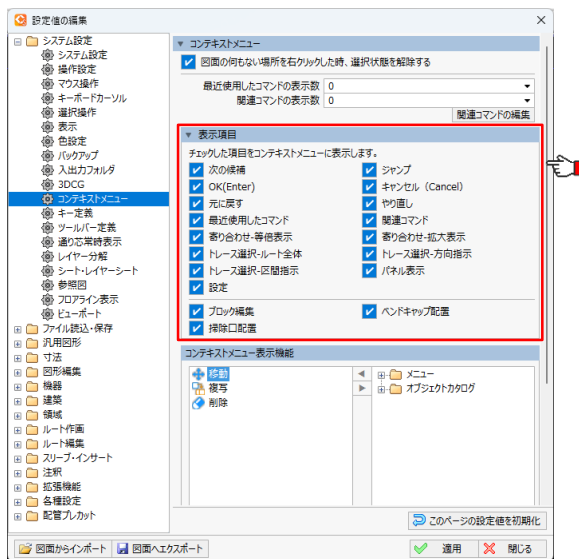 設定値の編集
システム設定
システム設定
操作設定
マウス操作
キーボードカーソル
選択操作
表示
色設定
バックアップ
入出力フォルダ
3DCG
コンテキストメニュー
キー定義
ツールバー定義
通り芯常時表示
レイヤー分解
シート・レイヤーシート
参照図
フロアライン表示
ビューポート
ファイル読込・保存
汎用図形
寸法
図形編集
機器
建築
領域
ルート作画
ルート編集
スリーブ・インサート
注釈
拡張機能
各種設定
配管プレカット
コンテキストメニュー
図面の何もない場所を右クリックした時、選択状態を解除する
最近使用したコマンドの表示数 0
関連コマンドの表示数 0
関連コマンドの編集
表示項目
チェックした項目をコンテキストメニューに表示します。
次の候補 ジャンプ
OK(Enter) キャンセル（Cancel）
元に戻す やり直し
最近使用したコマンド 関連コマンド
寄り合わせ-等倍表示 寄り合わせ-拡大表示
トレース選択-ルート全体 トレース選択-方向指示
トレース選択-区間指示 パネル表示
設定
ブロック編集 ベンドキャップ配置
掃除口配置
コンテキストメニュー表示機能
移動 メニュー
複写 オブジェクトカタログ
削除
このページの設定値を初期化
図面からインポート 図面へエクスポート 適用 閉じる